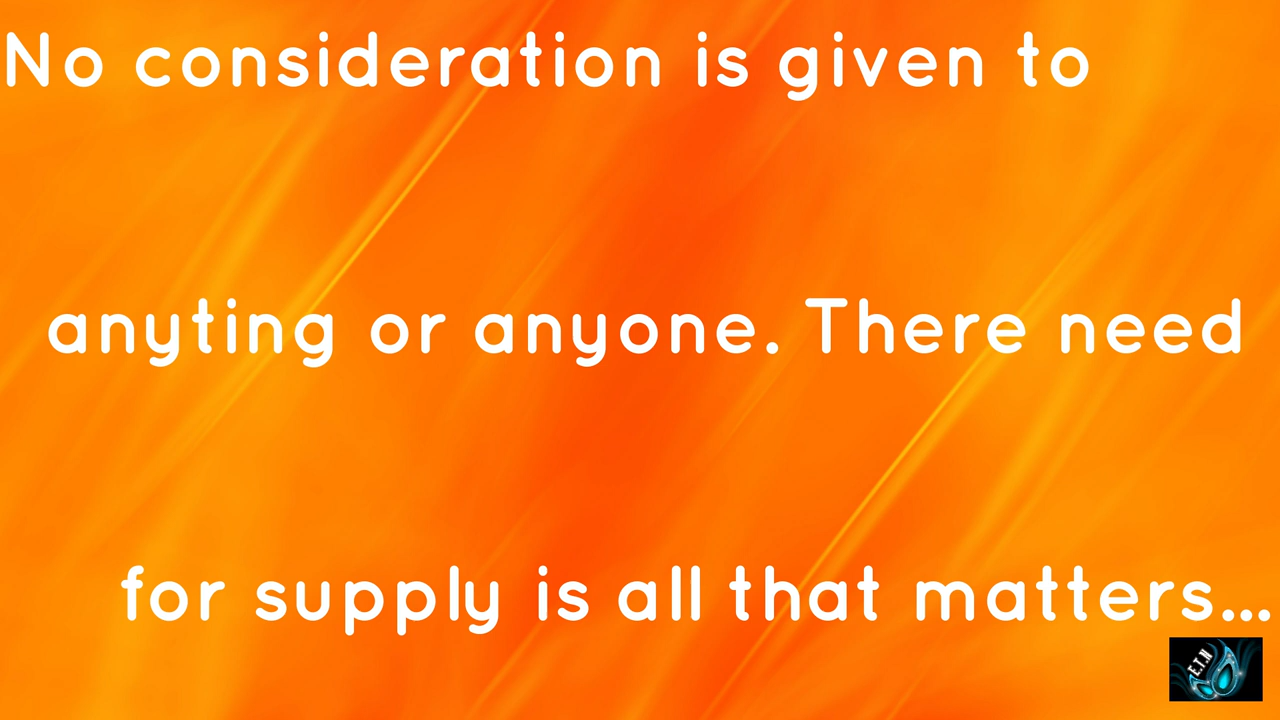 No consideration is given to
anyting or anyone. There need
for supply is all that matters...
E.T.N